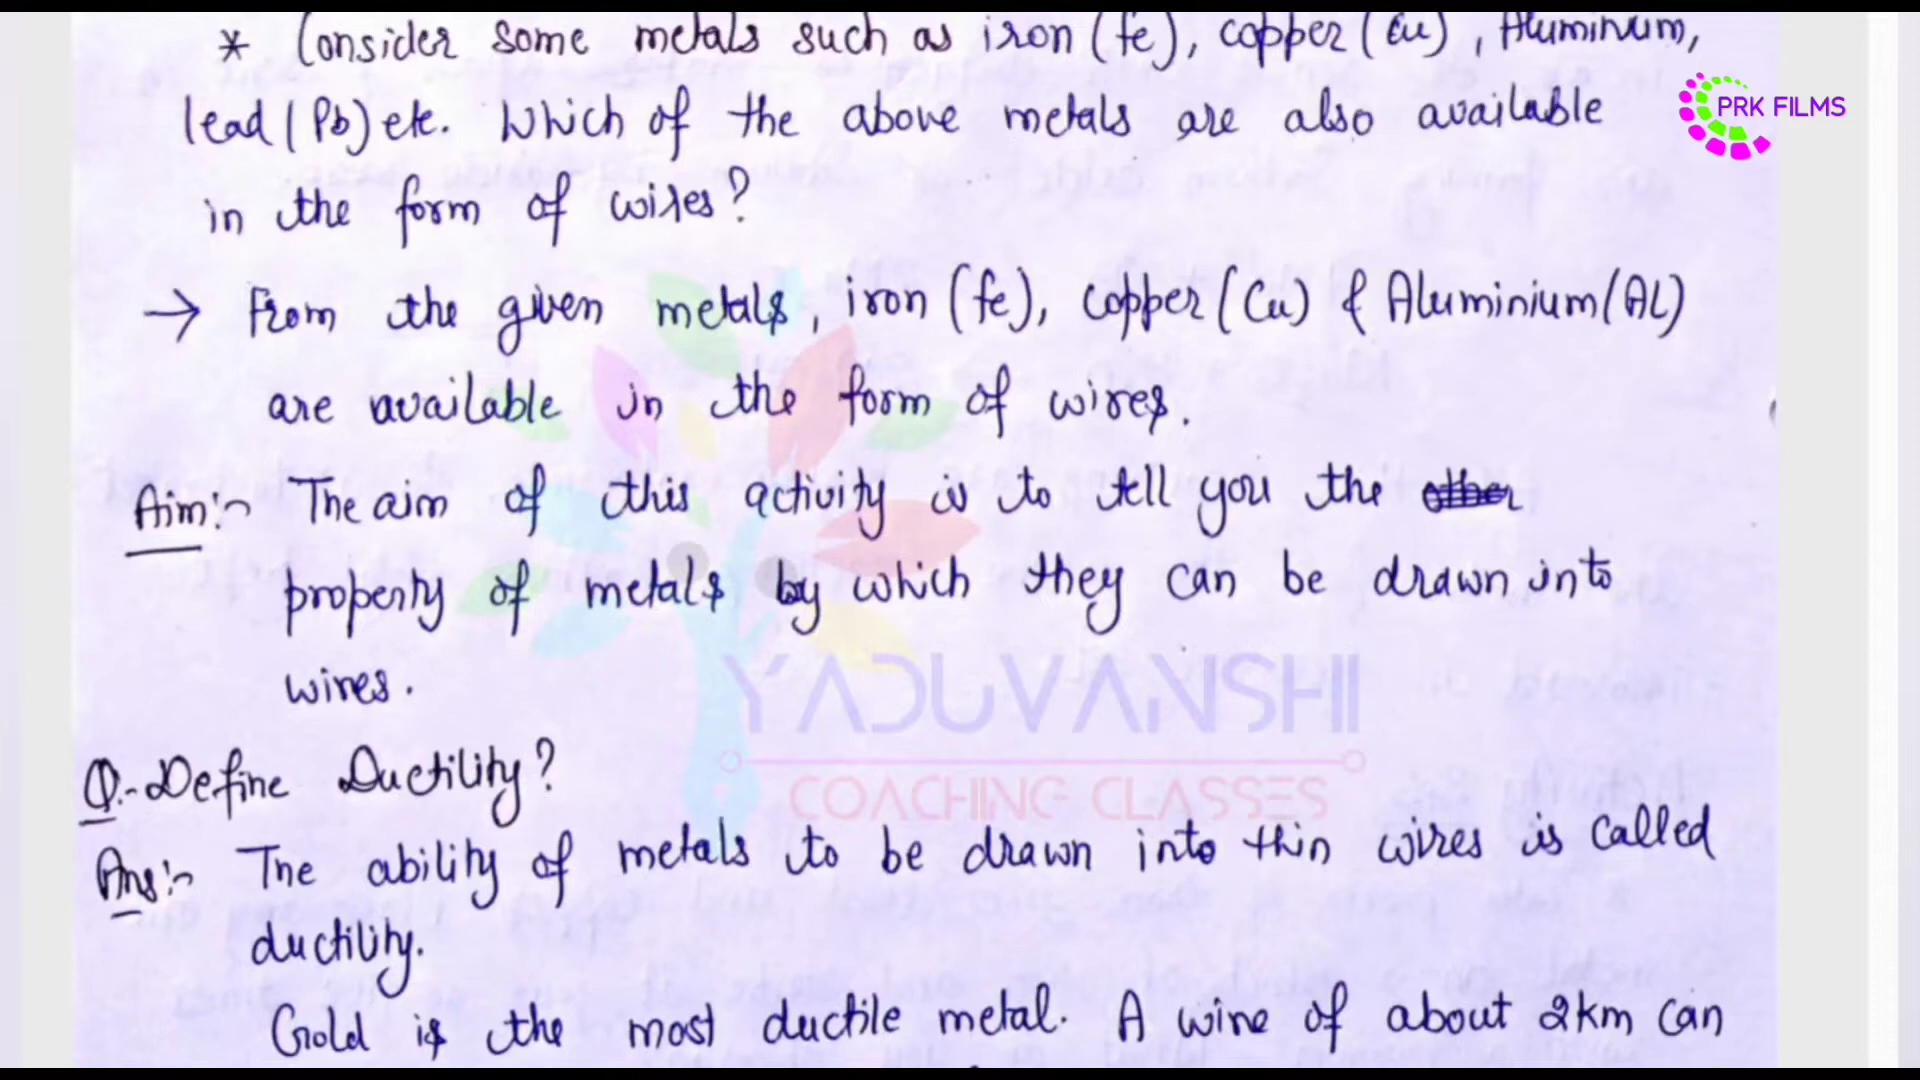 * Consider some metals such as iron (fe), copper (Cu), Aluminum,
lead (Pb) etc. Which of the above metals are also available
in the form of wires?
→ From the given metals, iron (fe), copper (Cu) & Aluminium (AL)
are available in the form of wires.
Aim:- The aim of this activity is to tell you the
property of metals by which they can be drawn into
wires.
Q.- Define Ductility?
Ans:- The ability of metals to be drawn into thin wires is called
ductility.
Gold is the most ductile metal. A wire of about 2km can
PRK FILMS
YADUVANSHI
COACHING CLASSES